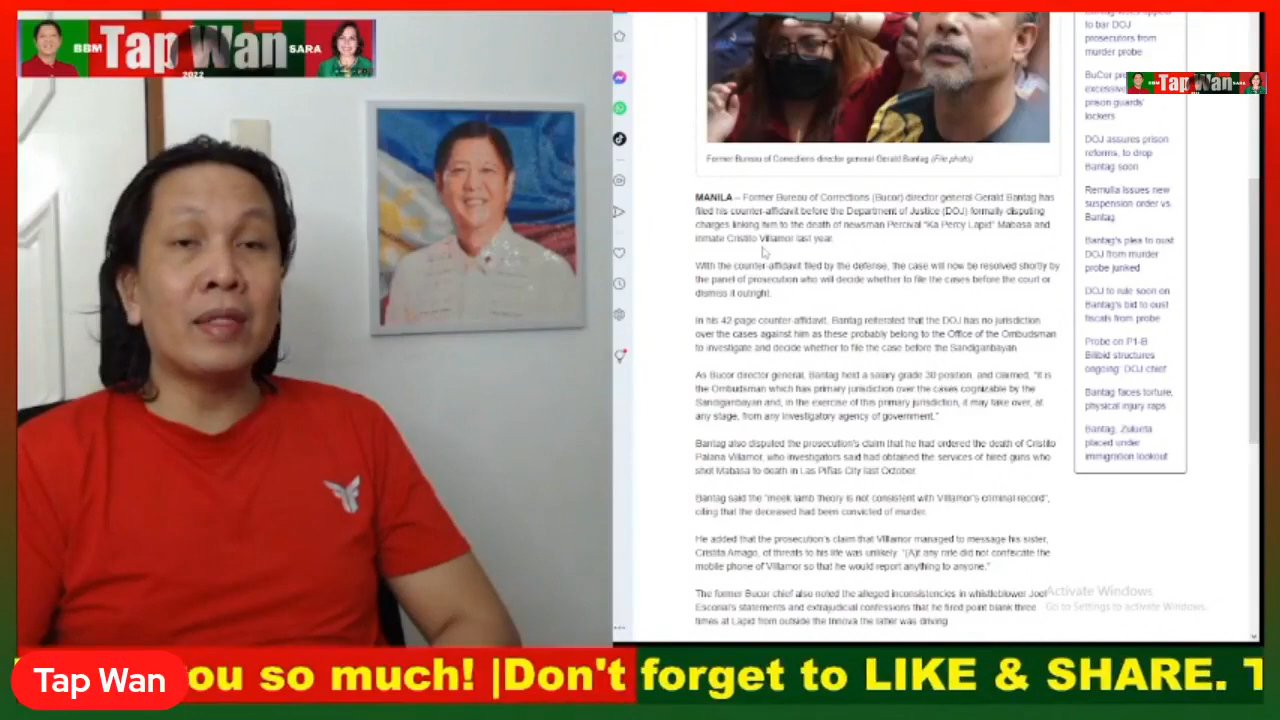 BBM Tap Wan SARA
2022
Former Bureau of Corrections director general Gerald Bantag (File photo)
MANILA – Former Bureau of Corrections (Bucor) director general Gerald Bantag has
filed his counter-affidavit before the Department of Justice (DOJ) formally disputing
charges linking him to the death of newsman Percival "Ka Percy Lapid" Mabasa and
inmate Cristito Villamor last year.
With the counter-affidavit filed by the defense, the case will now be resolved shortly by
the panel of prosecution who will decide whether to file the cases before the court or
dismiss it outright.
In his 42-page counter-affidavit, Bantag reiterated that the DOJ has no jurisdiction
over the cases against him as these probably belong to the Office of the Ombudsman
to investigate and decide whether to file the case before the Sandiganbayan
As Bucor director general, Bantag held a salary grade 30 position, and claimed, "it is
the Ombudsman which has primary jurisdiction over the cases cognizable by the
Sandiganbayan and, in the exercise of this primary jurisdiction, it may take over, at
any stage, from any investigatory agency of government."
Bantag also disputed the prosecution's claim that he had ordered the death of Cristito
Palana Villamor, who investigators said had obtained the services of hired guns who
shot Mabasa to death in Las Piñas City last October.
Bantag said the "meek lamb theory is not consistent with Villamor's criminal record",
citing that the deceased had been convicted of murder.
He added that the prosecution's claim that Villamor managed to message his sister,
Cristita Amago, of threats to his life was unlikely. "(A)t any rate did not confiscate the
mobile phone of Villamor so that he would report anything to anyone."
The former Bucor chief also noted the alleged inconsistencies in whistleblower Joel
Escorial's statements and extrajudicial confessions that he fired point blank three
times at Lapid from outside the Innova the latter was driving
to bar DOJ
prosecutors from
murder probe
BuCor
excessive
prison guards'
lockers
BBM Tap Wan SARA
DOJ assures prison
reforms, to drop
Bantag soon
Remulla issues new
suspension order vs.
Bantag
Bantag's plea to oust
DOJ from murder
probe junked
DOJ to rule soon on
Bantag's bid to oust
fiscals from probe
Probe on P1-B
Bilibid structures
ongoing: DOJ chief
Bantag faces torture,
physical injury raps
Bantag, Zulueta
placed under
immigration lookout
Activate Windows
Go to Settings to activate Windows.
Tap Wan
ou so much! |Don't forget to LIKE & SHARE. T